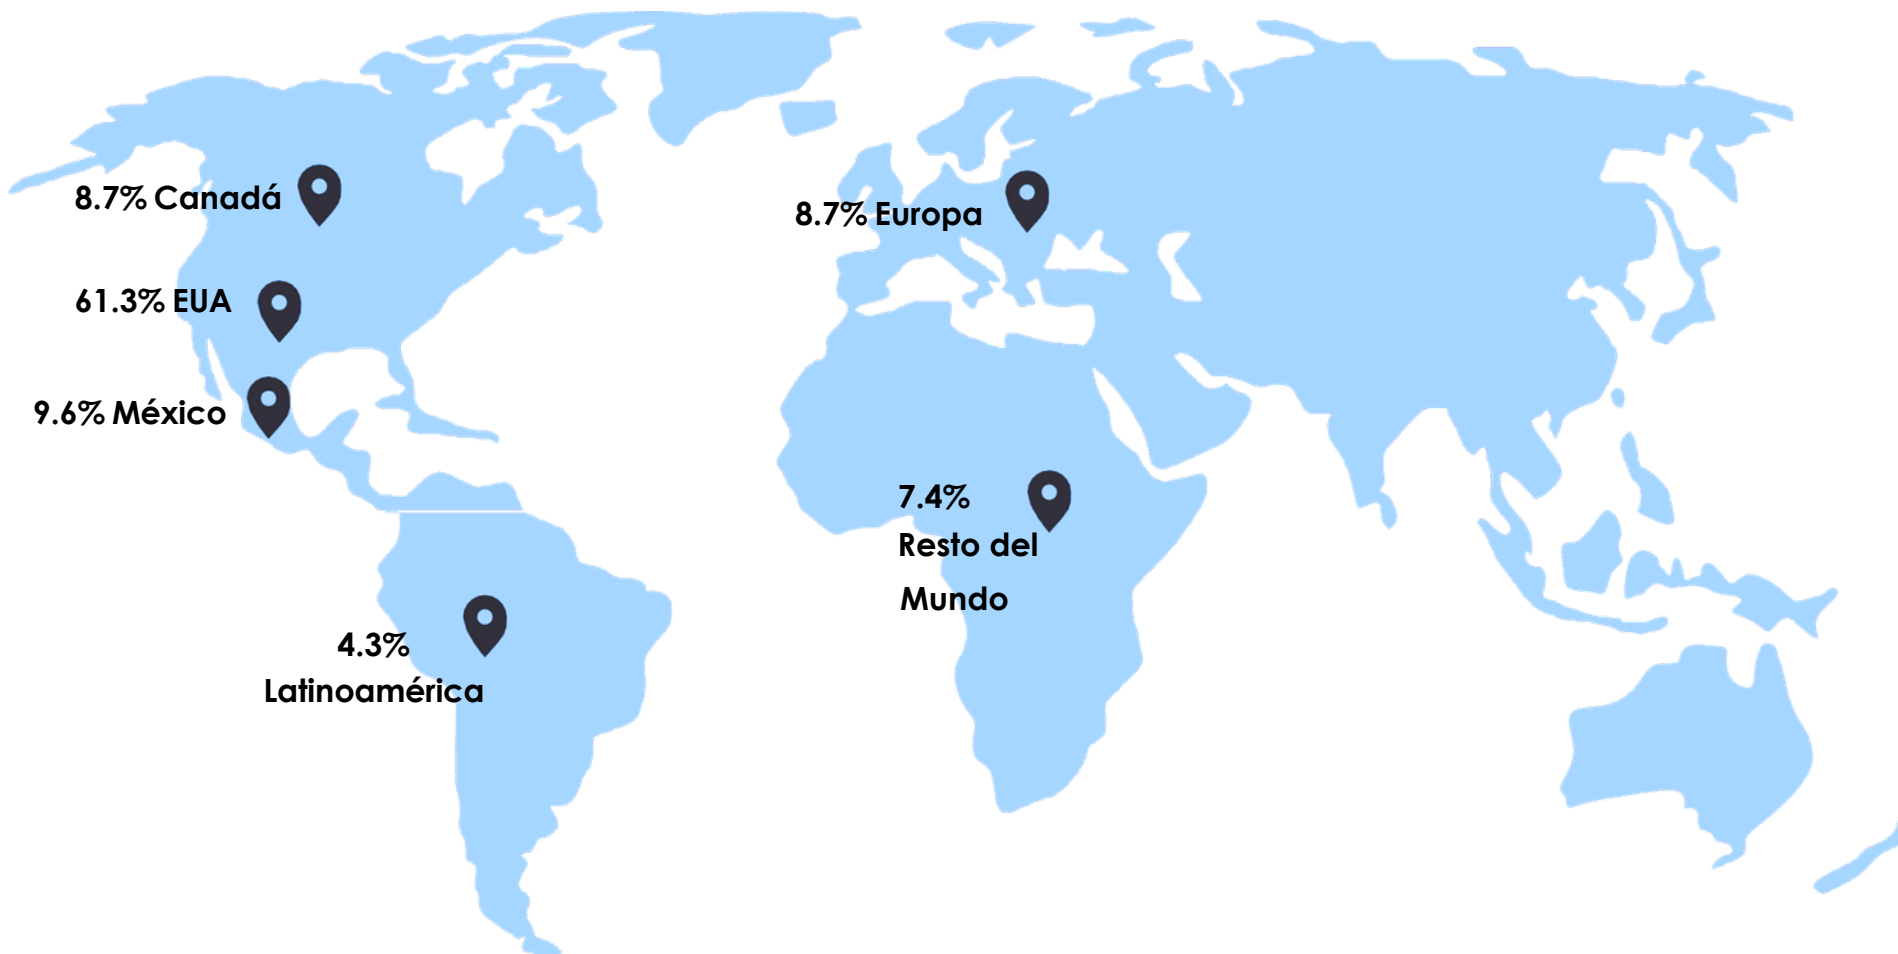 8.7% Canadá
8.7% Europa
61.3% EUA
9.6% México
7.4%
Resto del
Mundo
4.3%
Latinoamérica